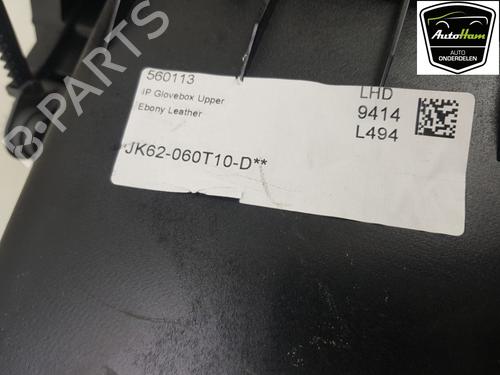 AutoHam
AUTO
ONDERDELEN
560113
IP Glovebox Upper
Ebony Leather
JK62-060T10-D**
LHD
9414
L494
B-PARTS